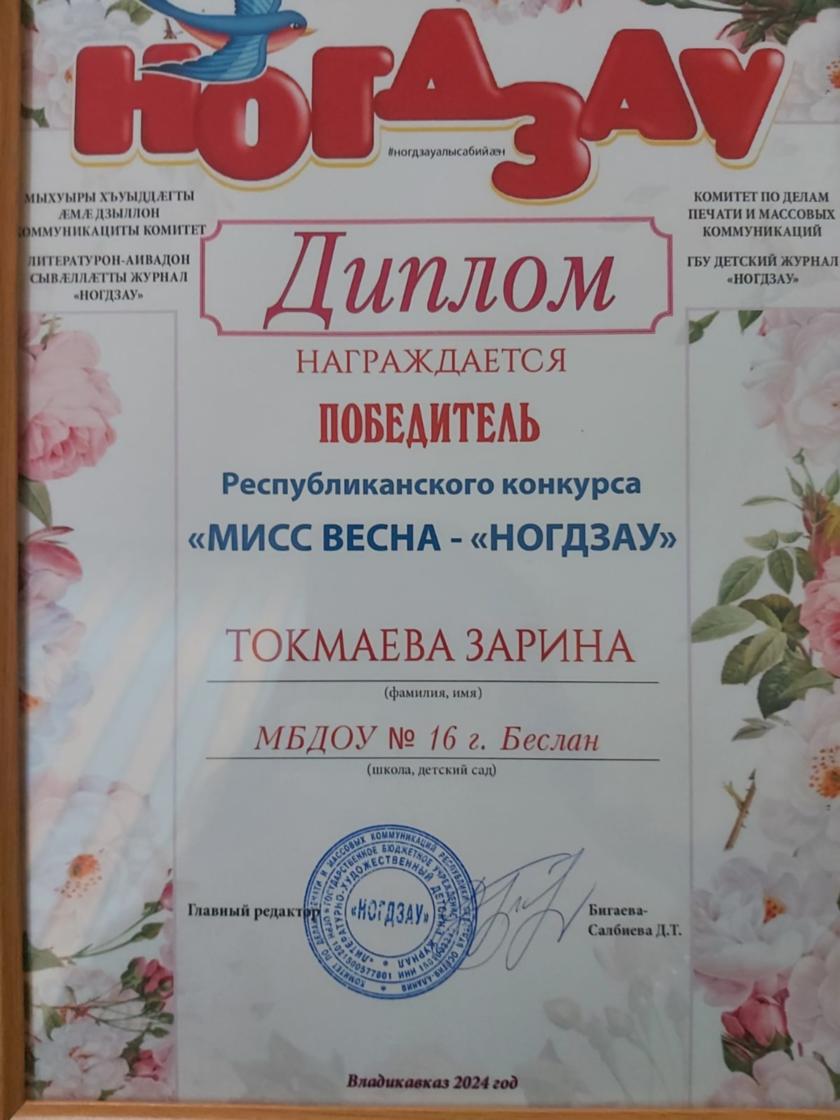 НОГДЗАУ
#ногдзауалысабийæн
МЫХУЫРЫ ХЪУЫДДÆГТЫ
ÆМÆ ДЗЫЛЛОН
КОММУНИКАЦИТЫ КОМИТЕТ
ЛИТЕРАТУРОН-АИВАДОН
СЫВÆЛЛÆТТЫ ЖУРНАЛ
«НОГДЗАУ»
КОМИТЕТ ПО ДЕЛАМ
ПЕЧАТИ И МАССОВЫХ
КОММУНИКАЦИЙ
ГБУ ДЕТСКИЙ ЖУРНАЛ
«НОГДЗАУ»
Диплом
НАГРАЖДАЕТСЯ
ПОБЕДИТЕЛЬ
Республиканского конкурса
«МИСС ВЕСНА - «НОГДЗАУ»
ТОКМАЕВА ЗАРИНА
(фамилия, имя)
МБДОУ № 16 г. Беслан
(школа, детский сад)
Главный редактор
«НОГДЗАУ»
Бигаева-
Салбиева Д.Т.
Владикавказ 2024 год